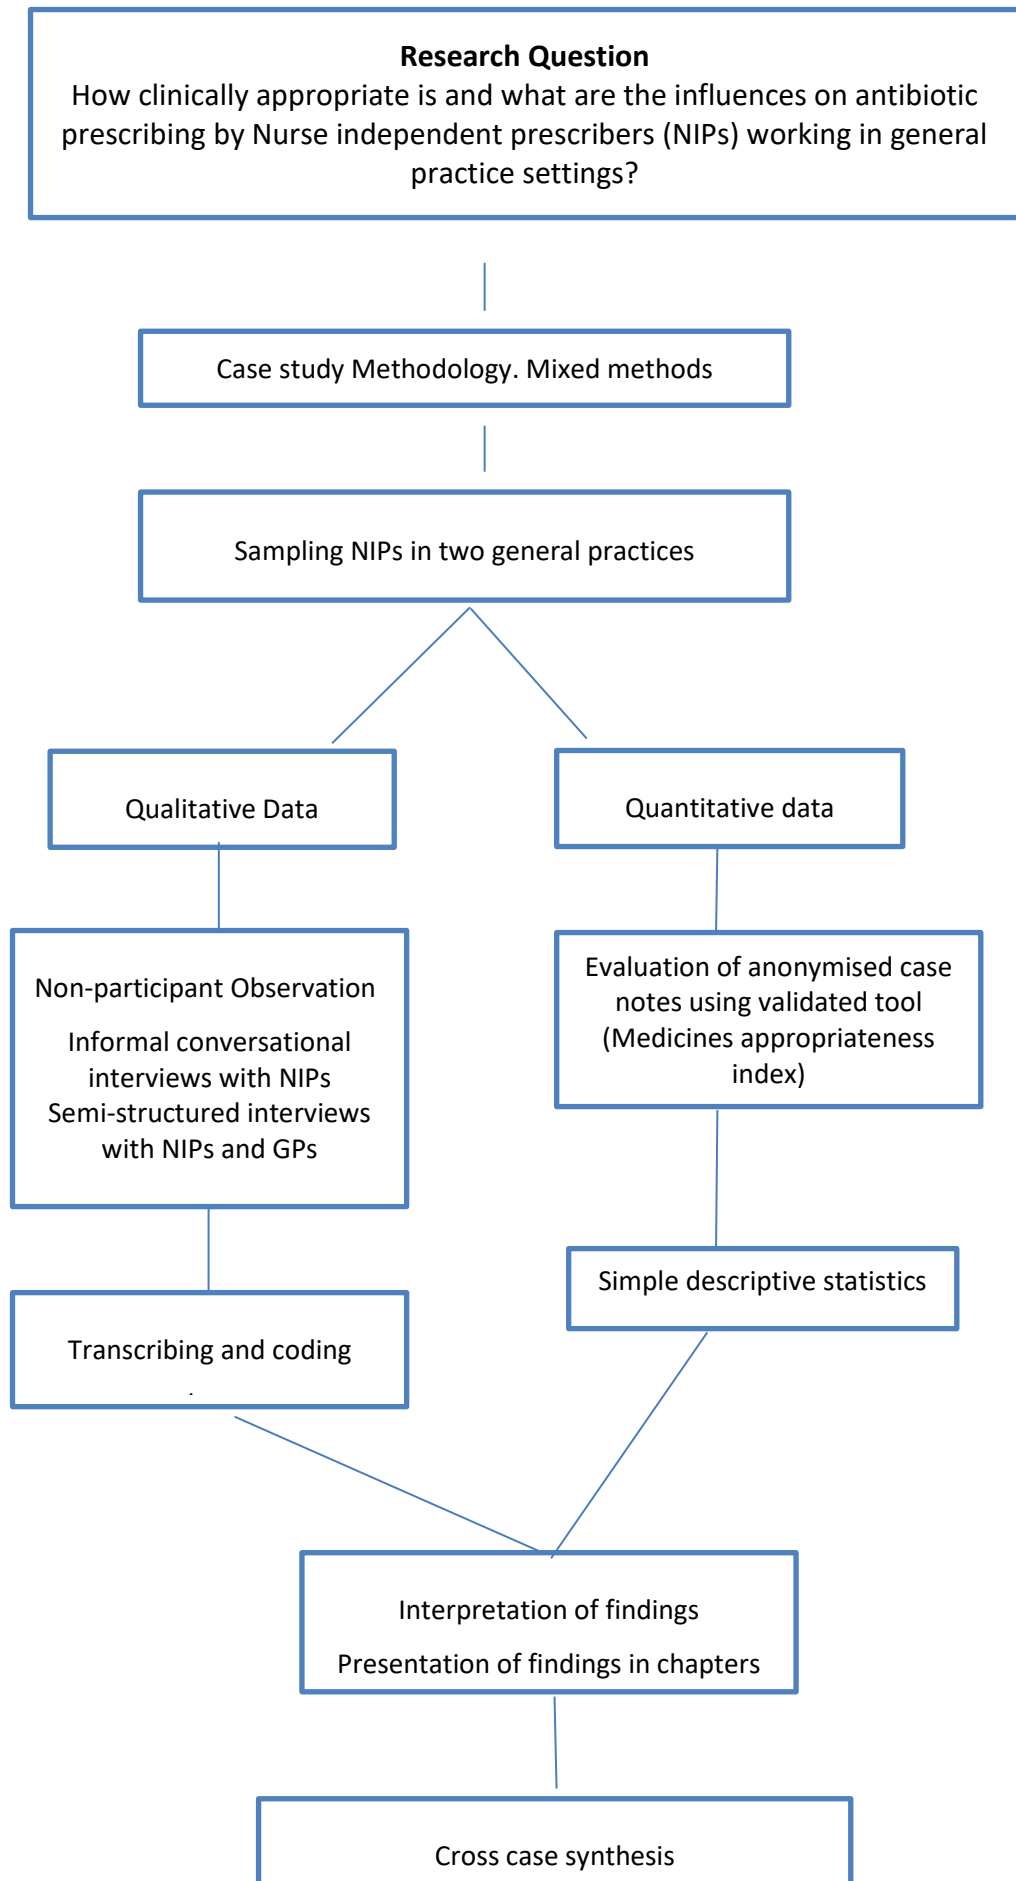 Research Question
How clinically appropriate is and what are the influences on antibiotic
prescribing by Nurse independent prescribers (NIPs) working in general
practice settings?
Case study Methodology. Mixed methods
Sampling NIPs in two general practices
Qualitative Data
Quantitative data
Non-participant Observation
Informal conversational
interviews with NIPs
Semi-structured interviews
with NIPs and GPs
Evaluation of anonymised case
notes using validated tool
(Medicines appropriateness
index)
Transcribing and coding
.
Simple descriptive statistics
Interpretation of findings
Presentation of findings in chapters
Cross case synthesis